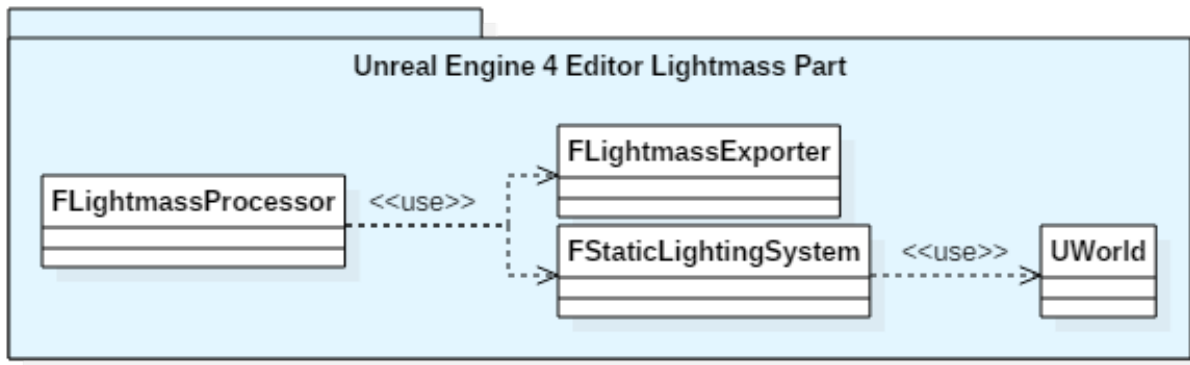 Unreal Engine 4 Editor Lightmass Part
FLightmassExporter
FLightmassProcessor
<<use>>
FStaticLightingSystem
<<use>>
UWorld